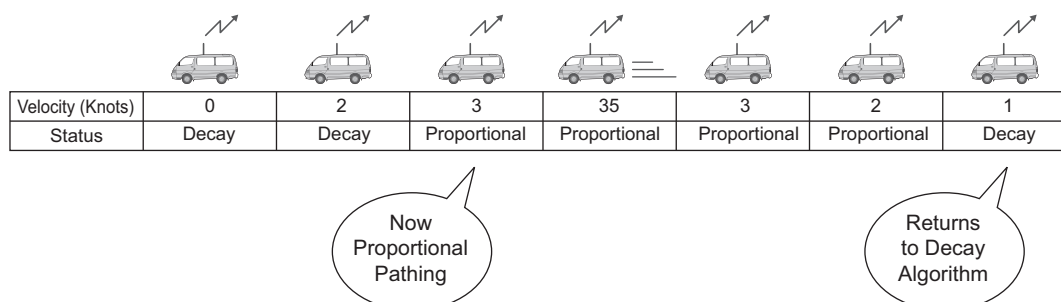 Velocity (Knots) 0 2 3 35 3 2 1
Status Decay Decay Proportional Proportional Proportional Proportional Decay
Now
Proportional
Pathing
Returns
to Decay
Algorithm